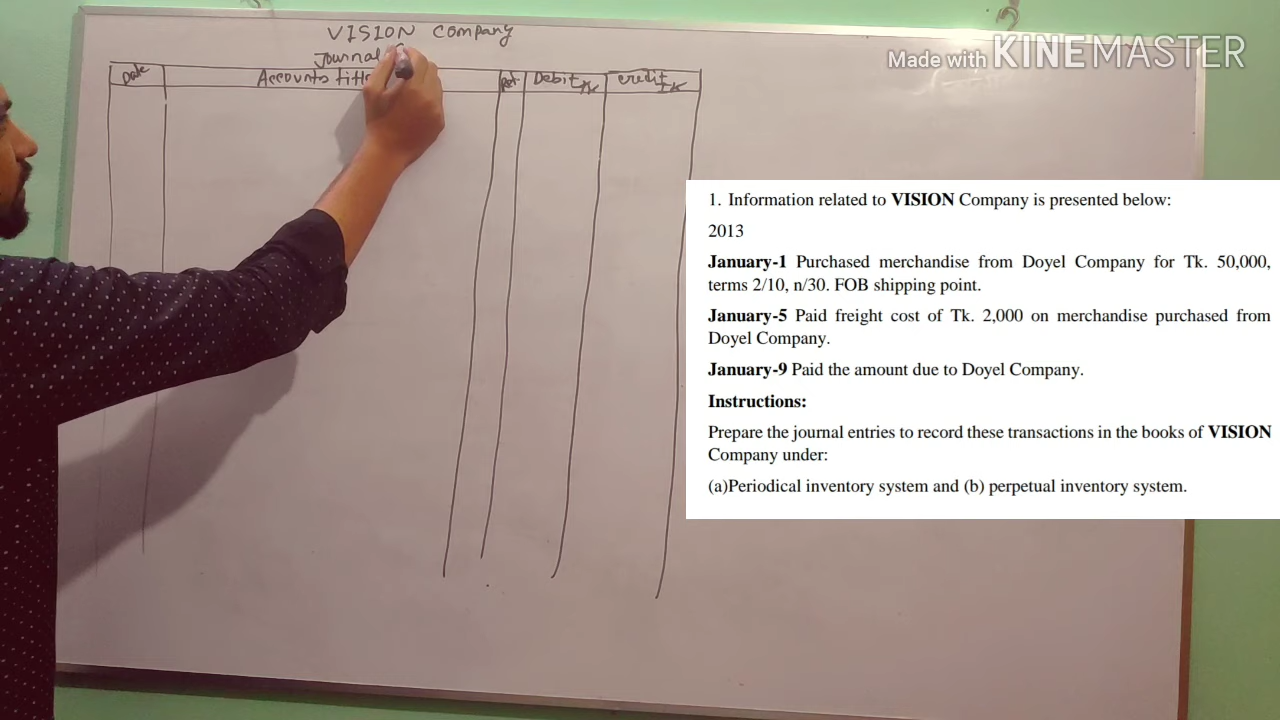 Made with KINEMASTER
VISION Company
Journal
Date Accounts title Ref Debit Tk Credit Tk
1. Information related to VISION Company is presented below:
2013
January-1 Purchased merchandise from Doyel Company for Tk. 50,000,
terms 2/10, n/30. FOB shipping point.
January-5 Paid freight cost of Tk. 2,000 on merchandise purchased from
Doyel Company.
January-9 Paid the amount due to Doyel Company.
Instructions:
Prepare the journal entries to record these transactions in the books of VISION
Company under:
(a)Periodical inventory system and (b) perpetual inventory system.